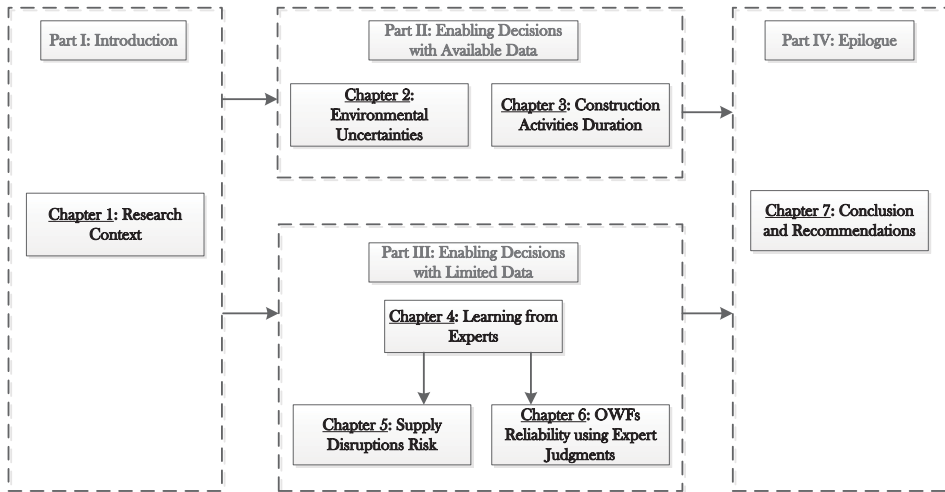 Part I: Introduction
Chapter 1: Research
Context
Part II: Enabling Decisions
with Available Data
Chapter 2:
Environmental
Uncertainties
Chapter 3: Construction
Activities Duration
Part III: Enabling Decisions
with Limited Data
Chapter 4: Learning from
Experts
Chapter 5: Supply
Disruptions Risk
Chapter 6: OWFs
Reliability using Expert
Judgments
Part IV: Epilogue
Chapter 7: Conclusion
and Recommendations